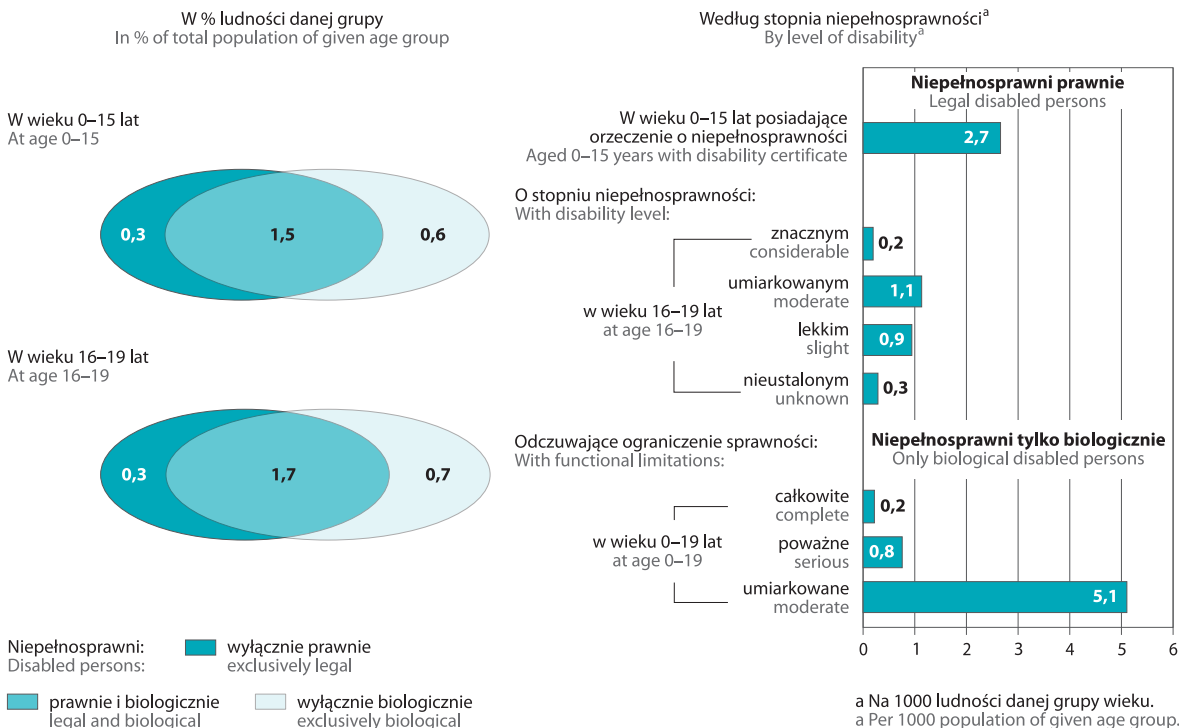 W % ludności danej grupy
In % of total population of given age group
W wieku 0–15 lat
At age 0–15
0,3
1,5
0,6
W wieku 16–19 lat
At age 16–19
0,3
1,7
0,7
Niepełnosprawni:
Disabled persons:
wyłącznie prawnie
exclusively legal
prawnie i biologicznie
legal and biological
wyłącznie biologicznie
exclusively biological
Według stopnia niepełnosprawności a
By level of disability a
Niepełnosprawni prawnie
Legal disabled persons
W wieku 0–15 lat posiadające
orzeczenie o niepełnosprawności
Aged 0–15 years with disability certificate
2,7
O stopniu niepełnosprawności:
With disability level:
w wieku 16–19 lat
at age 16–19
znacznym
considerable
0,2
umiarkowanym
moderate
1,1
lekkim
slight
0,9
nieustalonym
unknown
0,3
Odczuwające ograniczenie sprawności:
With functional limitations:
Niepełnosprawni tylko biologicznie
Only biological disabled persons
w wieku 0–19 lat
at age 0–19
całkowite
complete
0,2
poważne
serious
0,8
umiarkowane
moderate
5,1
0 1 2 3 4 5 6
a Na 1000 ludności danej grupy wieku.
a Per 1000 population of given age group.